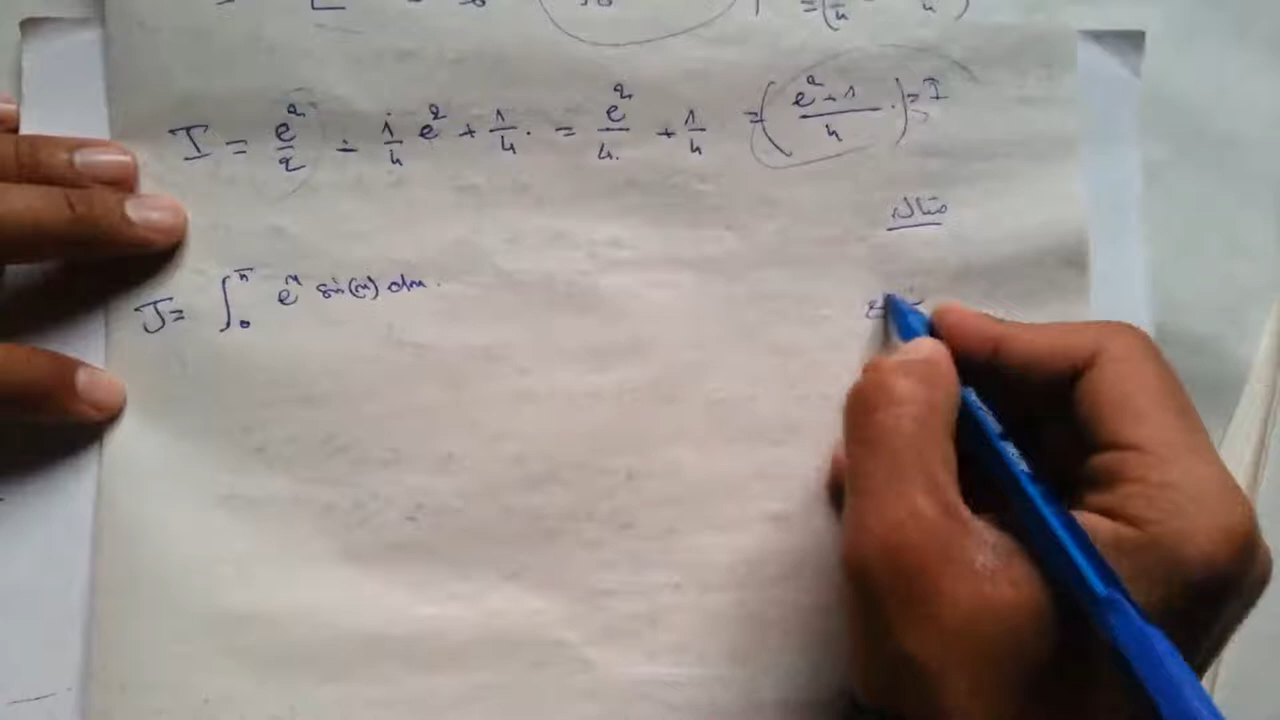 I = e²/2 - 1/4 e² + 1/4 . = e²/4 . + 1/4 = ( e² + 1 / 4 . ) = I
مثال
J = ∫₀^π eˣ sin(x) dx .